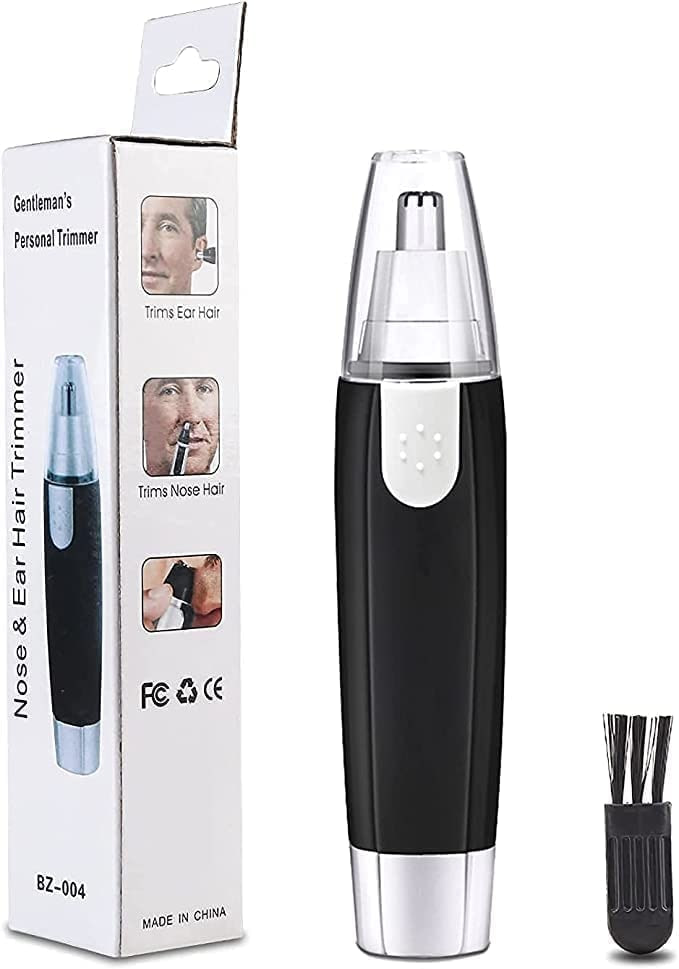 Gentleman's
Personal Trimmer
Nose & Ear Hair Trimmer
BZ-004
Trims Ear Hair
Trims Nose Hair
FC CE
MADE IN CHINA